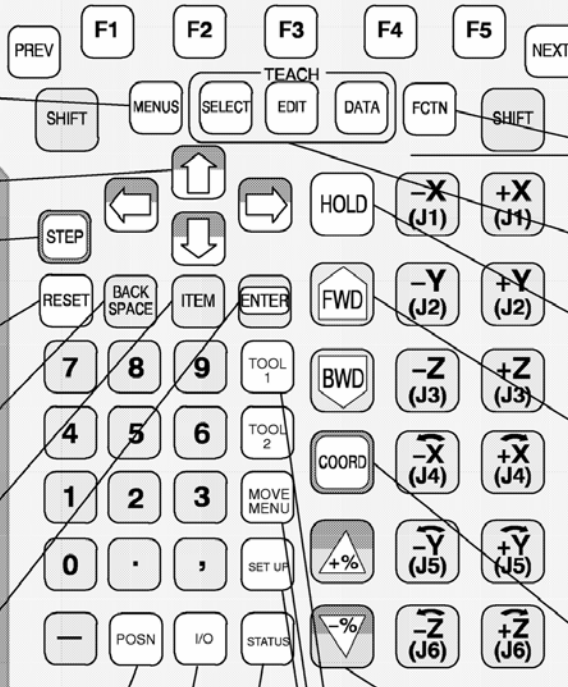 PREV
F1
F2
F3
F4
F5
NEXT
TEACH
SHIFT
MENUS
SELECT
EDIT
DATA
FCTN
SHIFT
STEP
HOLD
-X
(J1)
+X
(J1)
RESET
BACK
SPACE
ITEM
ENTER
FWD
-Y
(J2)
+Y
(J2)
7
8
9
TOOL
1
BWD
-Z
(J3)
+Z
(J3)
4
5
6
TOOL
2
COORD
-X
(J4)
+X
(J4)
1
2
3
MOVE
MENU
0
.
,
SET UP
+%
-Y
(J5)
+Y
(J5)
—
POSN
I/O
STATUS
-%
-Z
(J6)
+Z
(J6)